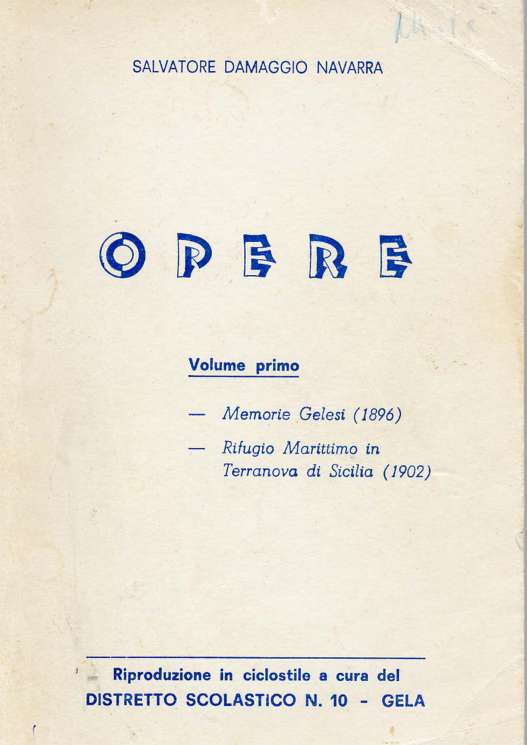 SALVATORE DAMAGGIO NAVARRA
OPERE
Volume primo
— Memorie Gelesi (1896)
— Rifugio Marittimo in
Terranova di Sicilia (1902)
Riproduzione in ciclostile a cura del
DISTRETTO SCOLASTICO N. 10 - GELA